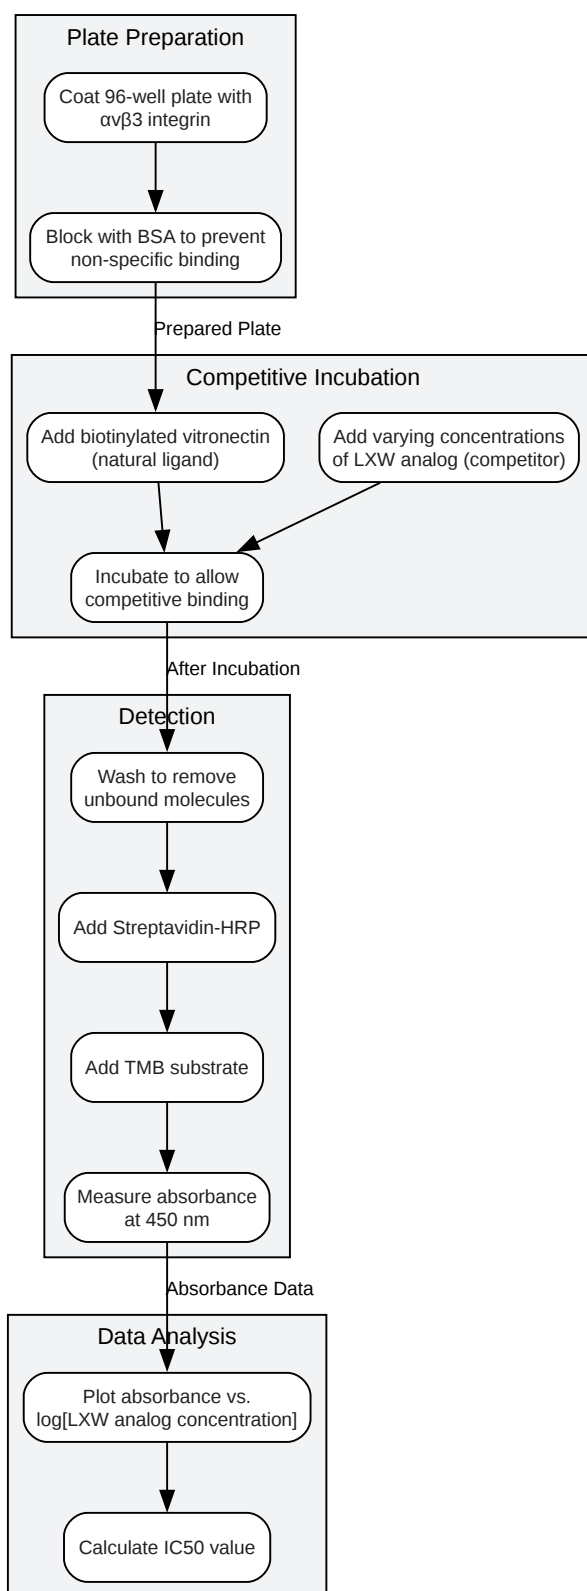 Plate Preparation
Coat 96-well plate with
αvβ3 integrin
Block with BSA to prevent
non-specific binding
Prepared Plate
Competitive Incubation
Add biotinylated vitronectin
(natural ligand)
Add varying concentrations
of LXW analog (competitor)
Incubate to allow
competitive binding
After Incubation
Detection
Wash to remove
unbound molecules
Add Streptavidin-HRP
Add TMB substrate
Measure absorbance
at 450 nm
Absorbance Data
Data Analysis
Plot absorbance vs.
log[LXW analog concentration]
Calculate IC50 value